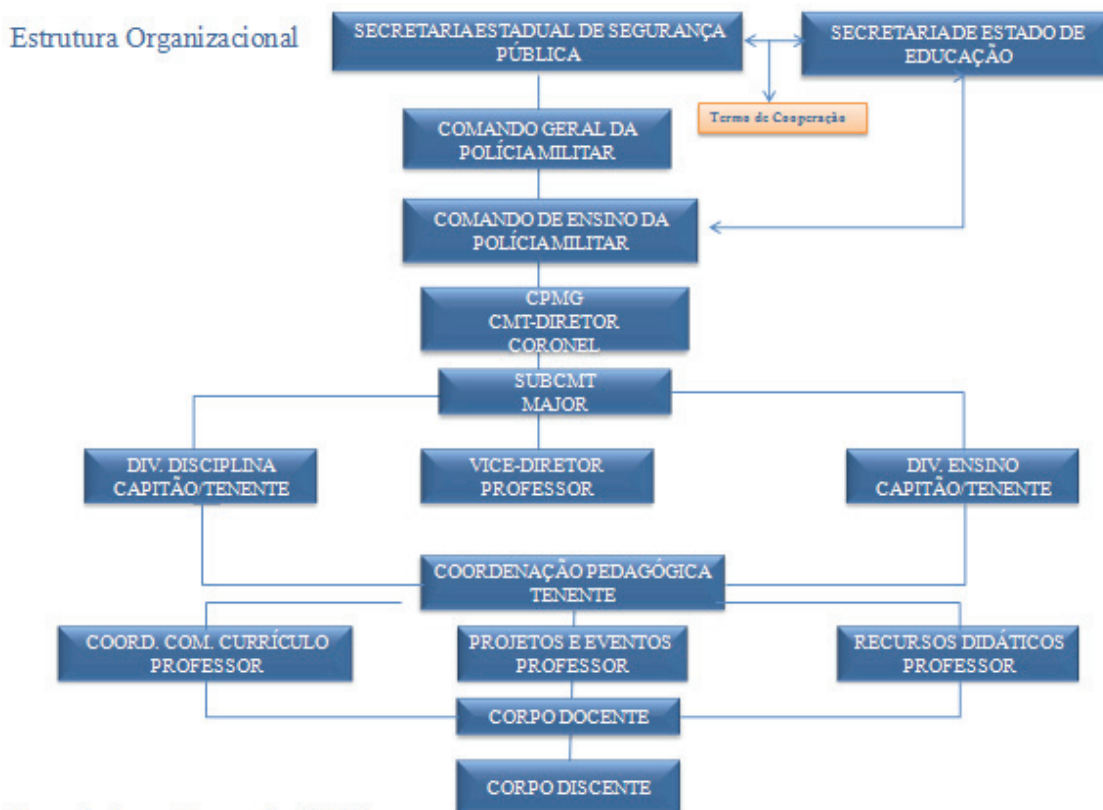 Estrutura Organizacional
SECRETARIA ESTADUAL DE SEGURANÇA
PÚBLICA
SECRETARIA DE ESTADO DE
EDUCAÇÃO
Termo de Cooperação
COMANDO GERAL DA
POLÍCIA MILITAR
COMANDO DE ENSINO DA
POLÍCIA MILITAR
CPMG
CMT-DIRETOR
CORONEL
SUBCMT
MAJOR
DIV. DISCIPLINA
CAPITÃO/TENENTE
VICE-DIRETOR
PROFESSOR
DIV. ENSINO
CAPITÃO/TENENTE
COORDENAÇÃO PEDAGÓGICA
TENENTE
COORD. COM. CURRÍCULO
PROFESSOR
PROJETOS E EVENTOS
PROFESSOR
RECURSOS DIDÁTICOS
PROFESSOR
CORPO DOCENTE
CORPO DISCENTE